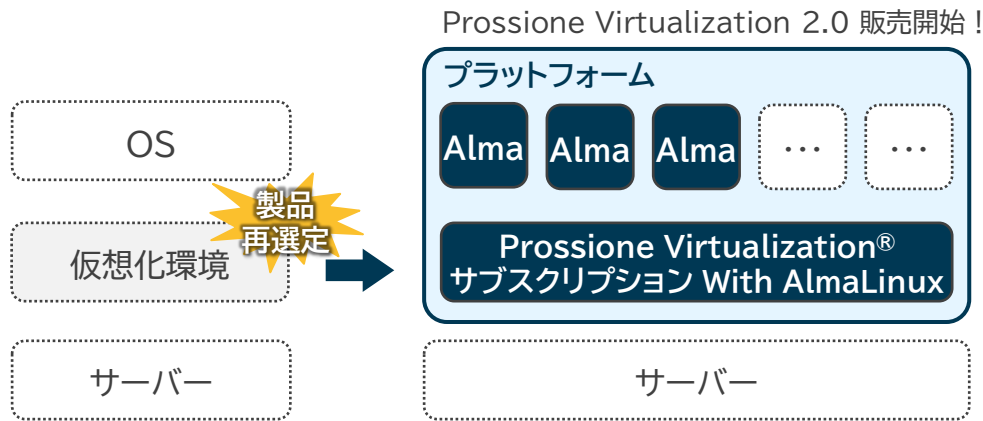 Prossione Virtualization 2.0 販売開始！
プラットフォーム
OS
Alma
Alma
Alma
…
…
製品
再選定
仮想化環境
Prossione Virtualization®
サブスクリプション With AlmaLinux
サーバー
サーバー